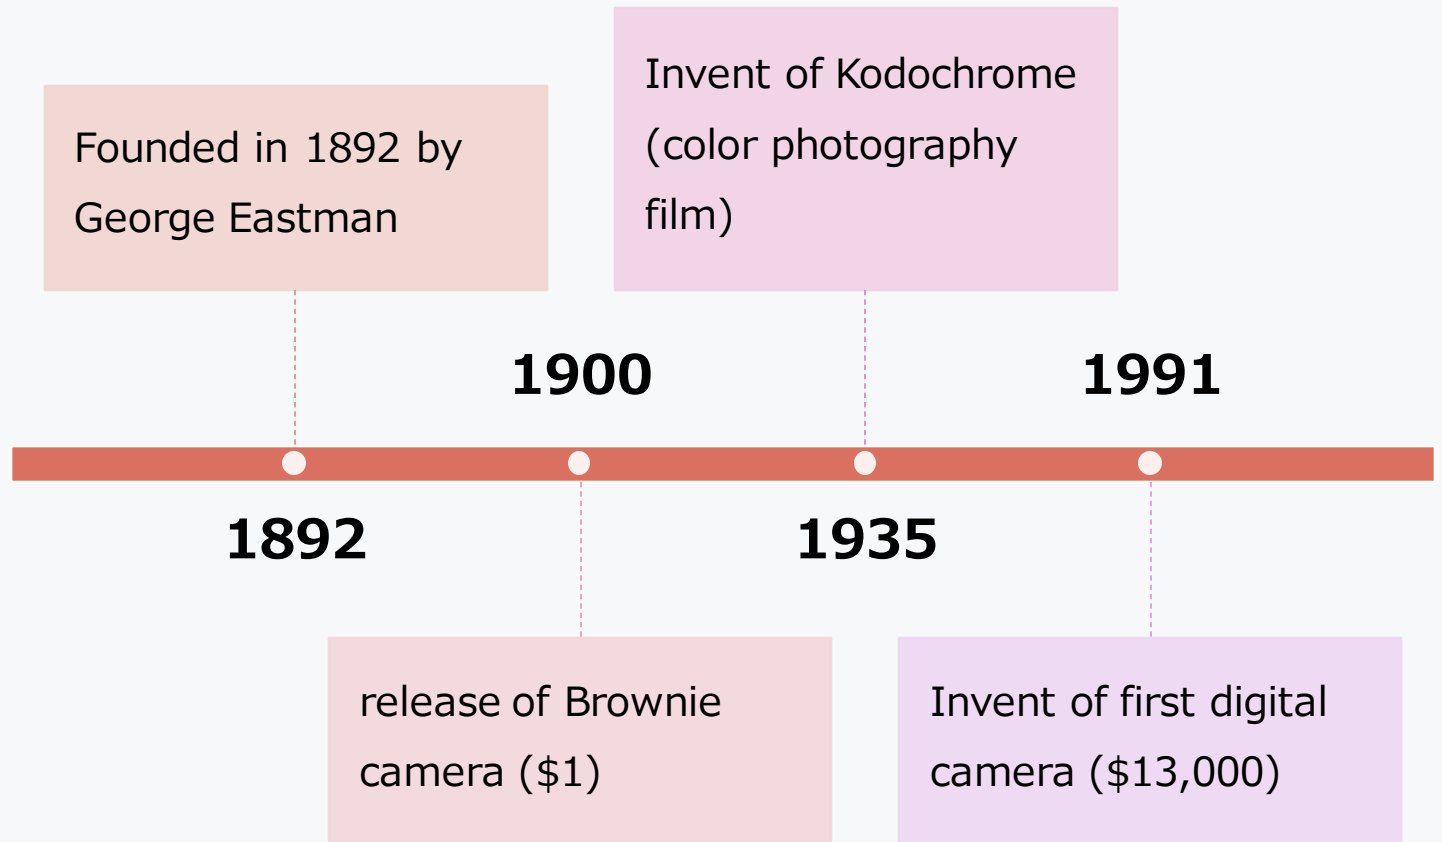 Invent of Kodochrome
(color photography
film)
Founded in 1892 by
George Eastman
1900
1991
1892
1935
release of Brownie
camera ($1)
Invent of first digital
camera ($13,000)